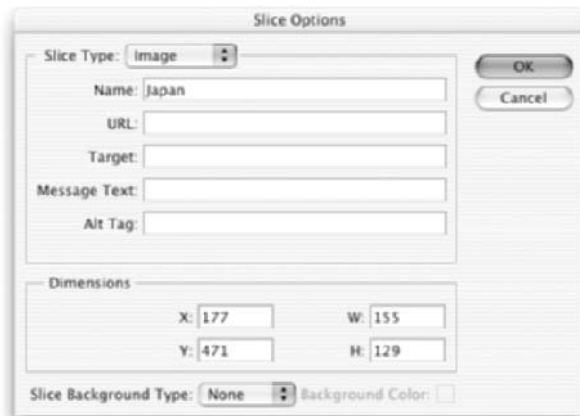 Slice Options
Slice Type: Image
OK
Name: Japan
Cancel
URL:
Target:
Message Text:
Alt Tag:
Dimensions
X: 177 W: 155
Y: 471 H: 129
Slice Background Type: None Background Color: